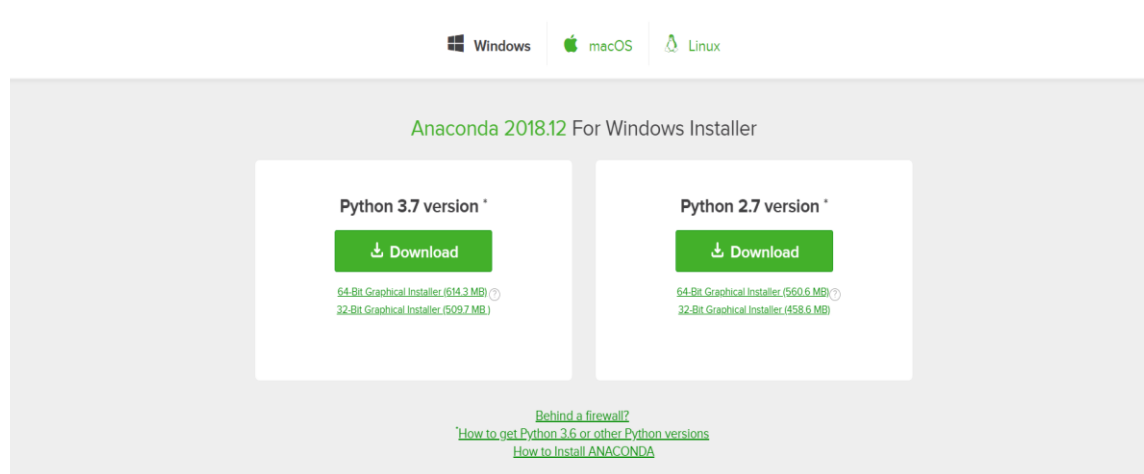 Windows macOS Linux
Anaconda 2018.12 For Windows Installer
Python 3.7 version *
Download
64-Bit Graphical Installer (614.3 MB) ?
32-Bit Graphical Installer (509.7 MB )
Python 2.7 version *
Download
64-Bit Graphical Installer (560.6 MB) ?
32-Bit Graphical Installer (458.6 MB)
Behind a firewall?
*How to get Python 3.6 or other Python versions
How to Install ANACONDA